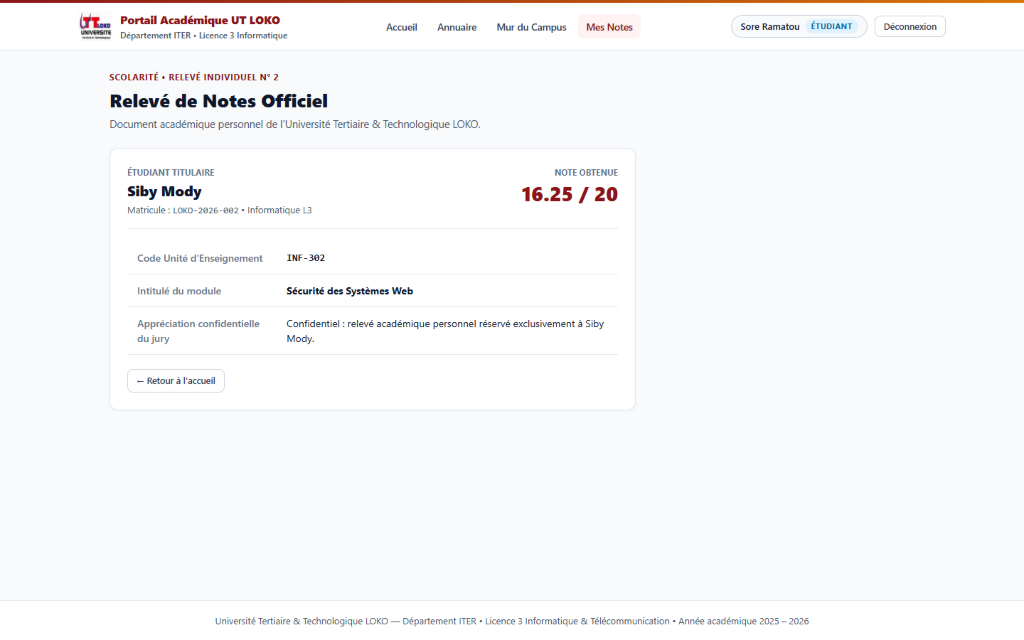 UT LOKO
UNIVERSITE
Portail Académique UT LOKO
Département ITER • Licence 3 Informatique
Accueil
Annuaire
Mur du Campus
Mes Notes
Sore Ramatou
ÉTUDIANT
Déconnexion
SCOLARITÉ • RELEVÉ INDIVIDUEL N° 2
Relevé de Notes Officiel
Document académique personnel de l'Université Tertiaire & Technologique LOKO.
ÉTUDIANT TITULAIRE
Siby Mody
Matricule : LOKO-2026-002 • Informatique L3
NOTE OBTENUE
16.25 / 20
Code Unité d'Enseignement
INF-302
Intitulé du module
Sécurité des Systèmes Web
Appréciation confidentielle
du jury
Confidentiel : relevé académique personnel réservé exclusivement à Siby
Mody.
← Retour à l'accueil
Université Tertiaire & Technologique LOKO — Département ITER • Licence 3 Informatique & Télécommunication • Année académique 2025 – 2026